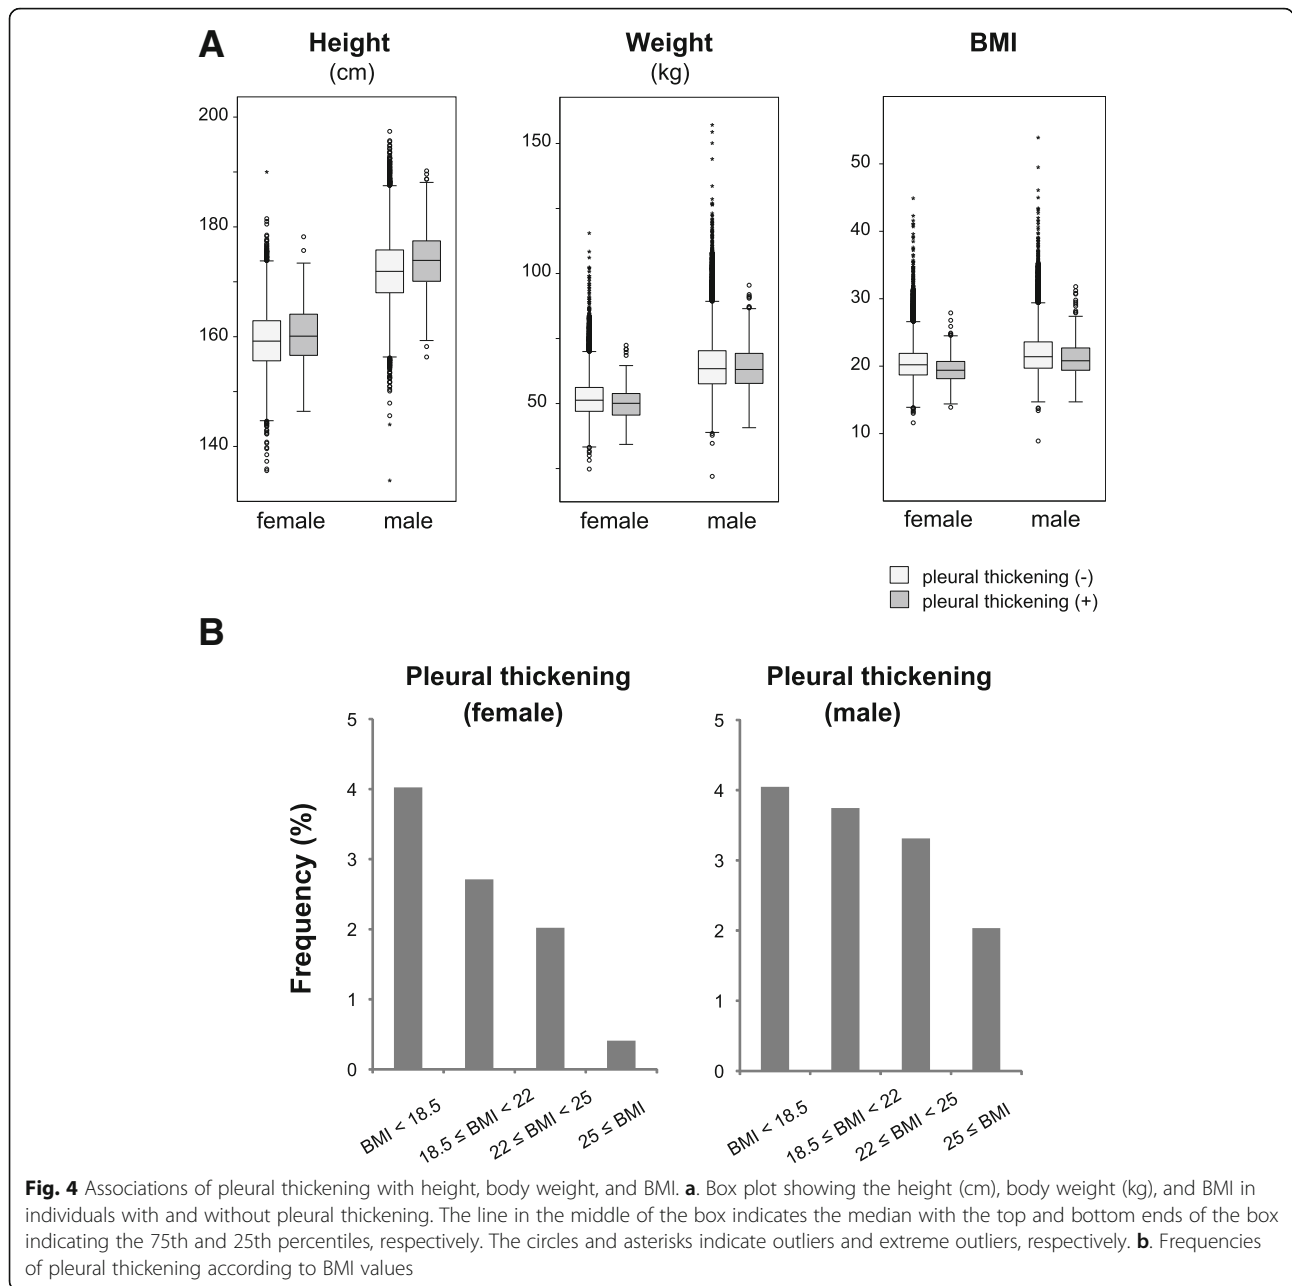 A
Height
(cm)
Weight
(kg)
BMI
200
180
160
140
150
100
50
50
40
30
20
10
female male
female male
female male
pleural thickening (-)
pleural thickening (+)
B
Pleural thickening
(female)
Pleural thickening
(male)
Frequency (%)
5
4
3
2
1
0
5
4
3
2
1
0
BMI < 18.5
18.5 ≤ BMI < 22
22 ≤ BMI < 25
25 ≤ BMI
BMI < 18.5
18.5 ≤ BMI < 22
22 ≤ BMI < 25
25 ≤ BMI
Fig. 4 Associations of pleural thickening with height, body weight, and BMI. a. Box plot showing the height (cm), body weight (kg), and BMI in
individuals with and without pleural thickening. The line in the middle of the box indicates the median with the top and bottom ends of the box
indicating the 75th and 25th percentiles, respectively. The circles and asterisks indicate outliers and extreme outliers, respectively. b. Frequencies
of pleural thickening according to BMI values